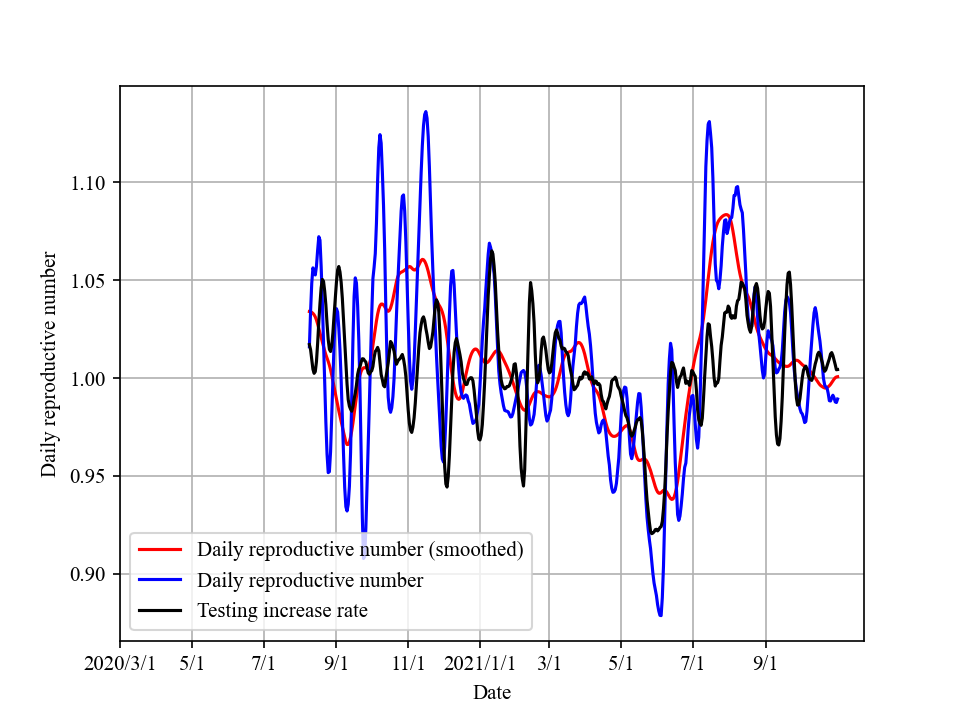 Daily reproductive number
1.10
1.05
1.00
0.95
0.90
Daily reproductive number (smoothed)
Daily reproductive number
Testing increase rate
2020/3/1 5/1 7/1 9/1 11/1 2021/1/1 3/1 5/1 7/1 9/1
Date